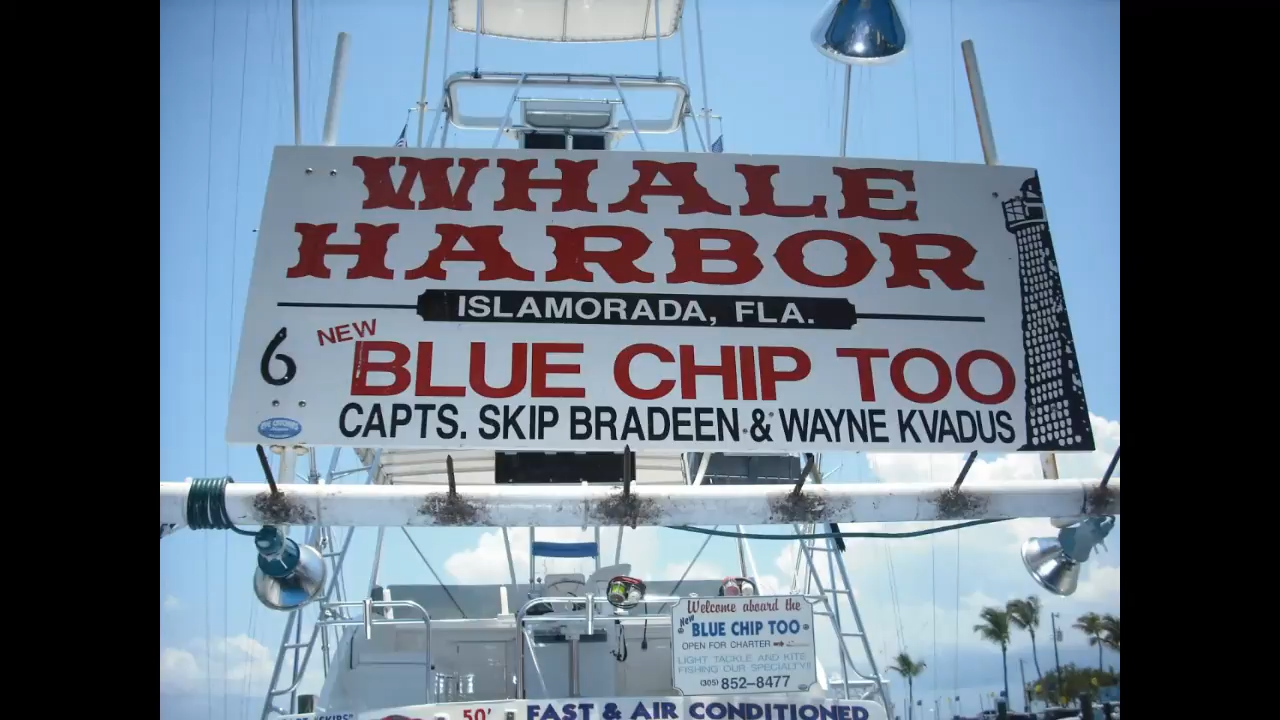 WHALE
HARBOR
ISLAMORADA, FLA.
6
NEW
BLUE CHIP TOO
CAPTS. SKIP BRADEEN & WAYNE KVADUS
Welcome aboard the
New
BLUE CHIP TOO
OPEN FOR CHARTER
LIGHT TACKLE AND KITE
FISHING OUR SPECIALTY!!
(305) 852-8477
50' FAST & AIR CONDITIONED